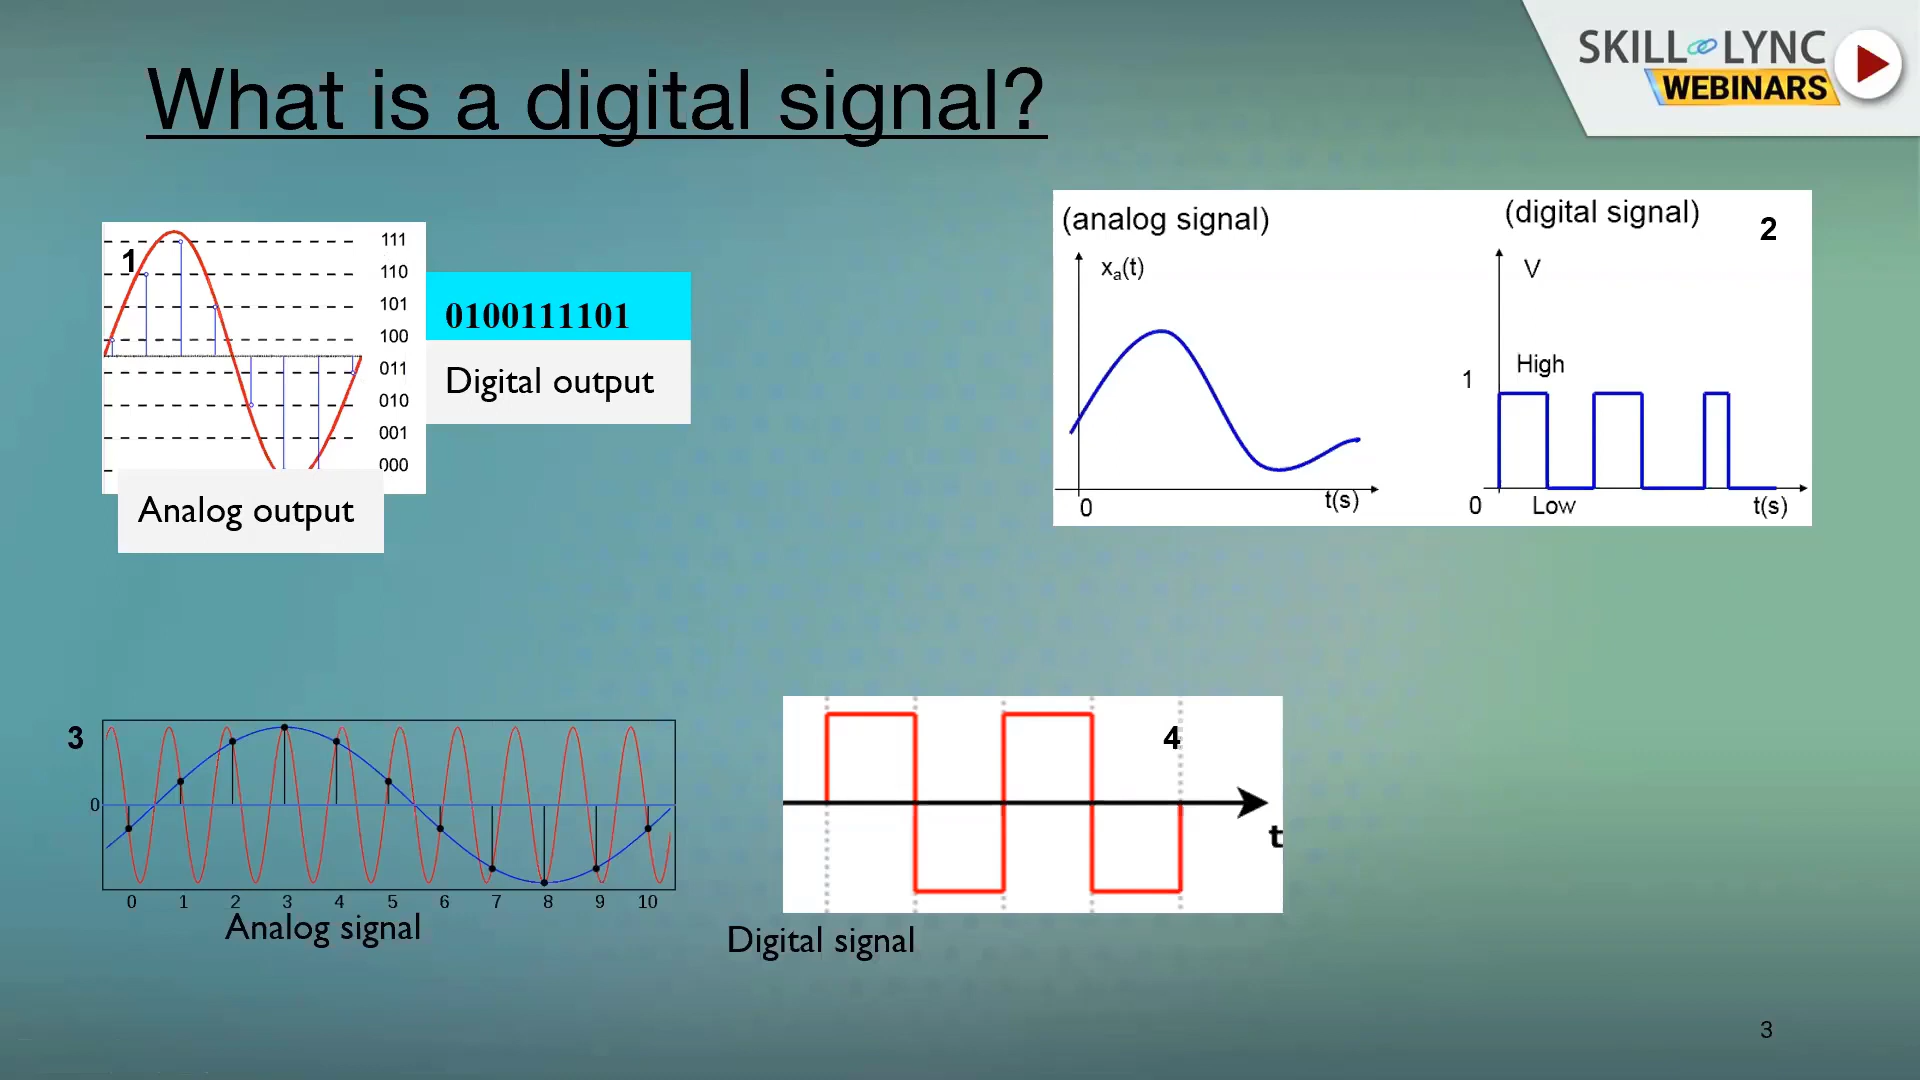 What is a digital signal?
SKILL LYNC
WEBINARS
1
111
110
101
100
011
010
001
000
0100111101
Digital output
Analog output
(analog signal)
xa(t)
0
t(s)
(digital signal)
2
V
1
High
0
Low
t(s)
3
0
0 1 2 3 4 5 6 7 8 9 10
Analog signal
4
t
Digital signal
3